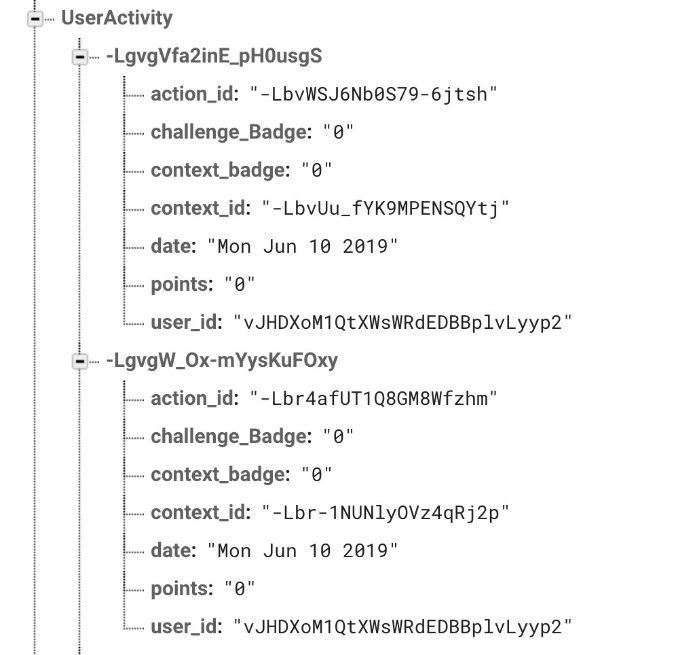 UserActivity
-LgvgVfa2inE_pH0usgS
action_id: "-LbvWSJ6Nb0S79-6jtsh"
challenge_Badge: "0"
context_badge: "0"
context_id: "-LbvUu_fYK9MPENSQYtj"
date: "Mon Jun 10 2019"
points: "0"
user_id: "vJHDXoM1QtXWsWRdEDBBplvLyyp2"
-LgvgW_Ox-mYysKuFOxy
action_id: "-Lbr4afUT1Q8GM8Wfzhm"
challenge_Badge: "0"
context_badge: "0"
context_id: "-Lbr-1NUNlyOVz4qRj2p"
date: "Mon Jun 10 2019"
points: "0"
user_id: "vJHDXoM1QtXWsWRdEDBBplvLyyp2"